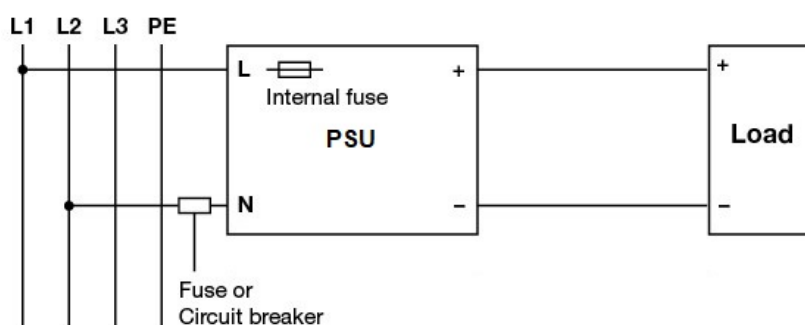 L1 L2 L3 PE
L + +
Internal fuse
PSU Load
N - -
Fuse or
Circuit breaker